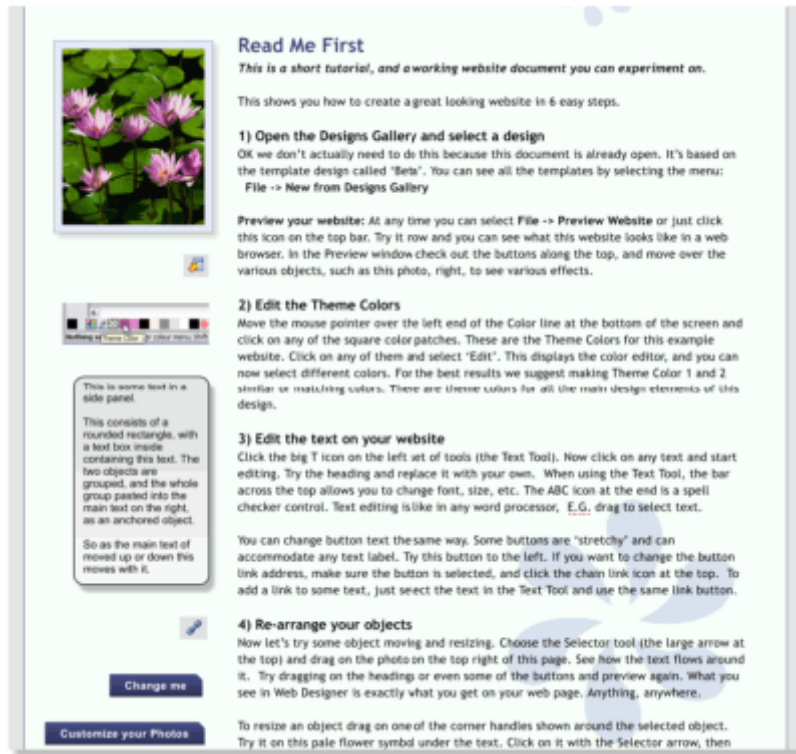 Read Me First
This is a short tutorial, and a working website document you can experiment on.
This shows you how to create a great looking website in 6 easy steps.
1) Open the Designs Gallery and select a design
OK we don't actually need to do this because this document is already open. It's based on
the template design called "Beta". You can see all the templates by selecting the menu:
File -> New from Designs Gallery
Preview your website: At any time you can select File -> Preview Website or just click
this icon on the top bar. Try it now and you can see what this website looks like in a web
browser. In the Preview window check out the buttons along the top, and move over the
various objects, such as this photo, right, to see various effects.
2) Edit the Theme Colors
Move the mouse pointer over the left end of the Color line at the bottom of the screen and
click on any of the square color patches. These are the Theme Colors for this example
website. Click on any of them and select "Edit". This displays the color editor, and you can
now select different colors. For the best results we suggest making Theme Color 1 and 2
similar or matching colors. There are theme colors for all the main design elements of this
design.
3) Edit the text on your website
Click the big T icon on the left set of tools (the Text Tool). Now click on any text and start
editing. Try the heading and replace it with your own. When using the Text Tool, the bar
across the top allows you to change font, size, etc. The ABC icon at the end is a spell
checker control. Text editing is like in any word processor, E.G. drag to select text.
You can change button text the same way. Some buttons are "stretchy" and can
accommodate any text label. Try this button to the left. If you want to change the button
link address, make sure the button is selected, and click the chain link icon at the top. To
add a link to some text, just select the text in the Text Tool and use the same link button.
4) Re-arrange your objects
Now let's try some object moving and resizing. Choose the Selector tool (the large arrow at
the top) and drag on the photo on the top right of this page. See how the text flows around
it. Try dragging on the headings or even some of the buttons and preview again. What you
see in Web Designer is exactly what you get on your web page. Anything, anywhere.
To resize an object drag on one of the corner handles shown around the selected object.
Try it on this pale flower symbol under the text. Click on it with the Selector arrow, then
Theme Color
This is some text in a
side panel.
This consists of a
rounded rectangle, with
a text box inside
containing this text. The
two objects are
grouped, and the whole
group pasted into the
main text on the right,
as an anchored object.
So as the main text of
moved up or down this
moves with it.
Change me
Customize your Photos